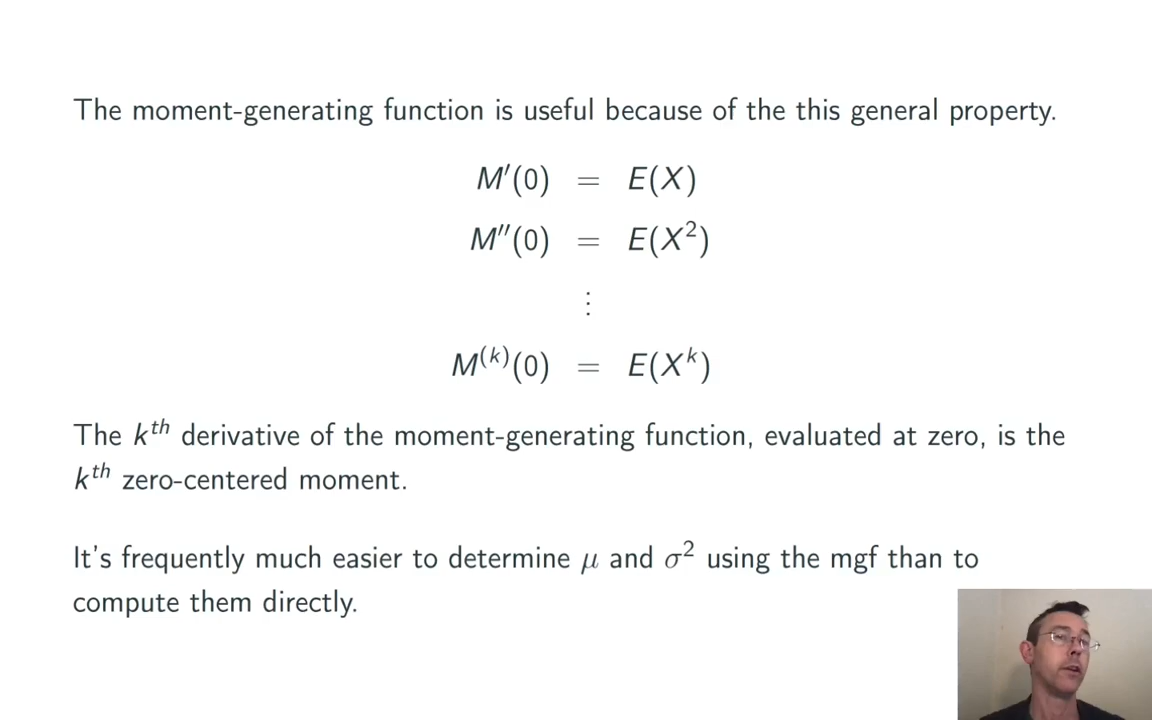 The moment-generating function is useful because of the this general property.
M′(0) = E(X)
M″(0) = E(X²)
⋮
M⁽ᵏ⁾(0) = E(Xᵏ)
The kᵗʰ derivative of the moment-generating function, evaluated at zero, is the
kᵗʰ zero-centered moment.
It's frequently much easier to determine μ and σ² using the mgf than to
compute them directly.